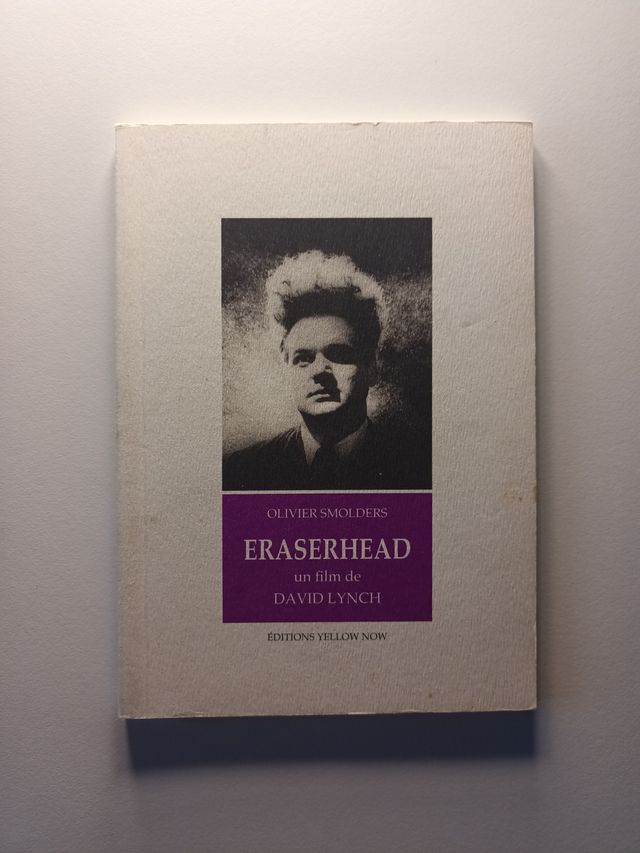 OLIVIER SMOLDERS
ERASERHEAD
un film de
DAVID LYNCH
ÉDITIONS YELLOW NOW